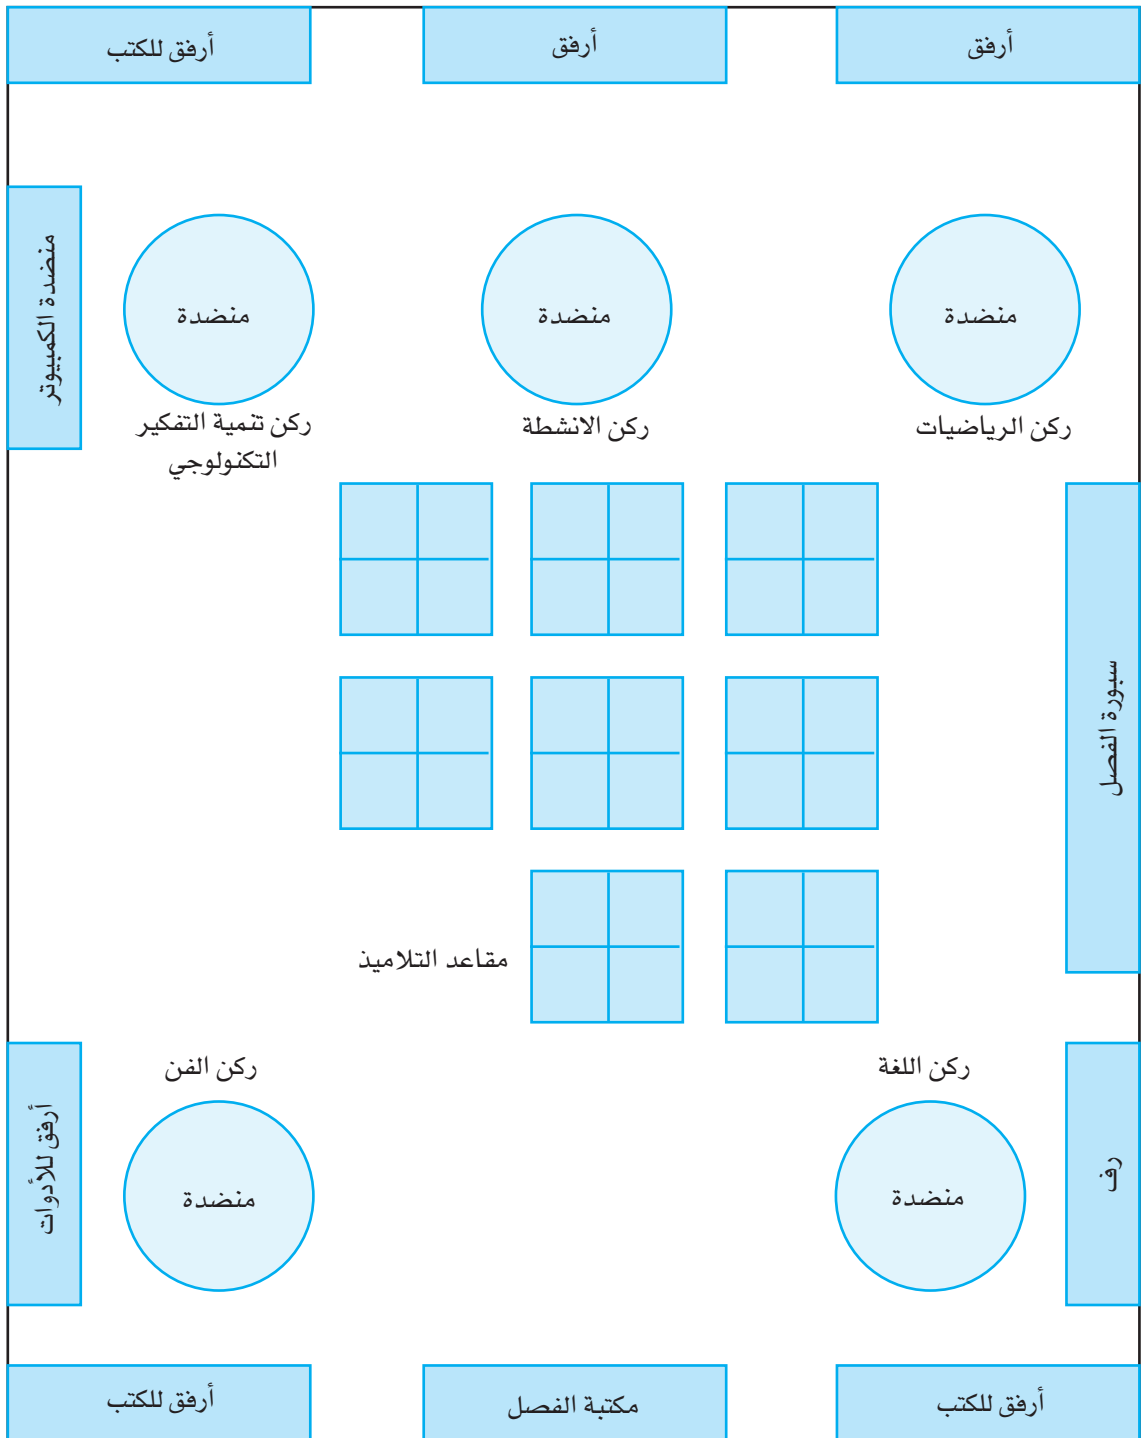 أرفق
أرفق
أرفق للكتب
منضدة الكمبيوتر
منضدة
منضدة
منضدة
ركن الرياضيات
ركن الانشطة
ركن تنمية التفكير
التكنولوجي
سبورة الفصل
مقاعد التلاميذ
ركن اللغة
ركن الفن
رف
منضدة
منضدة
أرفق للأدوات
أرفق للكتب
مكتبة الفصل
أرفق للكتب